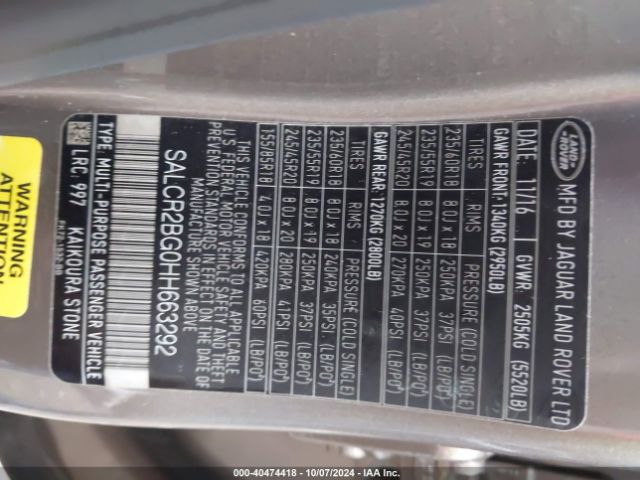 LAND
ROVER
MFD BY JAGUAR LAND ROVER LTD
DATE: 11/16 GVWR 2505KG (5520LB)
GAWR FRONT: 1340KG (2950LB)
TIRES RIMS PRESSURE (COLD SINGLE)
235/60R18 8.0J x 18 250KPA 37PSI (LB/PO²)
235/55R19 8.0J x 19 250KPA 37PSI (LB/PO²)
245/45R20 8.0J x 20 270KPA 40PSI (LB/PO²)
GAWR REAR: 1270KG (2800LB)
TIRES RIMS PRESSURE (COLD SINGLE)
235/60R18 8.0J x 18 240KPA 35PSI (LB/PO²)
235/55R19 8.0J x 19 250KPA 37PSI (LB/PO²)
245/45R20 8.0J x 20 280KPA 41PSI (LB/PO²)
155/85R18 4.0J x 18 420KPA 60PSI (LB/PO²)
THIS VEHICLE CONFORMS TO ALL APPLICABLE
U S FEDERAL MOTOR VEHICLE SAFETY AND THEFT
PREVENTION STANDARDS IN EFFECT ON THE DATE OF
MANUFACTURE SHOWN ABOVE
SALCR2BG0HH663292
TYPE: MULTI-PURPOSE PASSENGER VEHICLE
LRC: 997 KAIKOURA STONE
ATTENTION
000-40474418 - 10/07/2024 - IAA Inc.